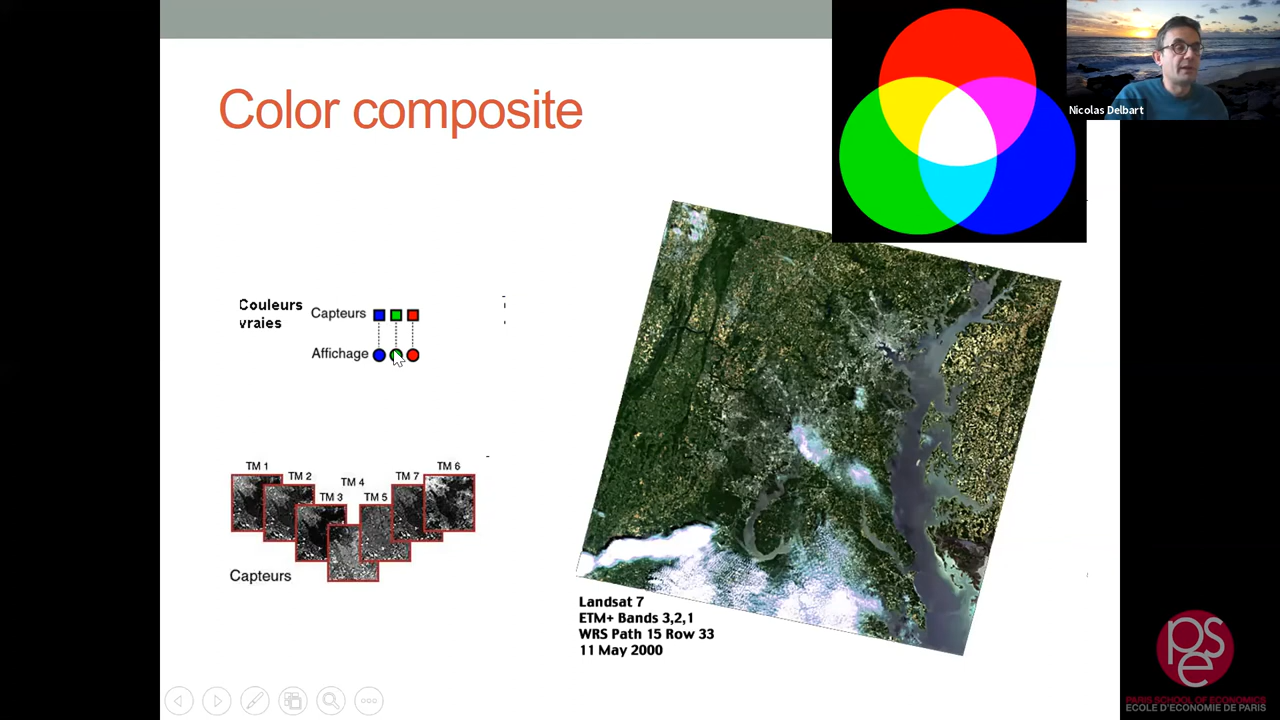 Color composite
Nicolas Delbart
Couleurs
vraies
Capteurs
Affichage
TM 1
TM 2
TM 3
TM 4
TM 5
TM 7
TM 6
Capteurs
Landsat 7
ETM+ Bands 3,2,1
WRS Path 15 Row 33
11 May 2000
pse
PARIS SCHOOL OF ECONOMICS
ECOLE D'ECONOMIE DE PARIS